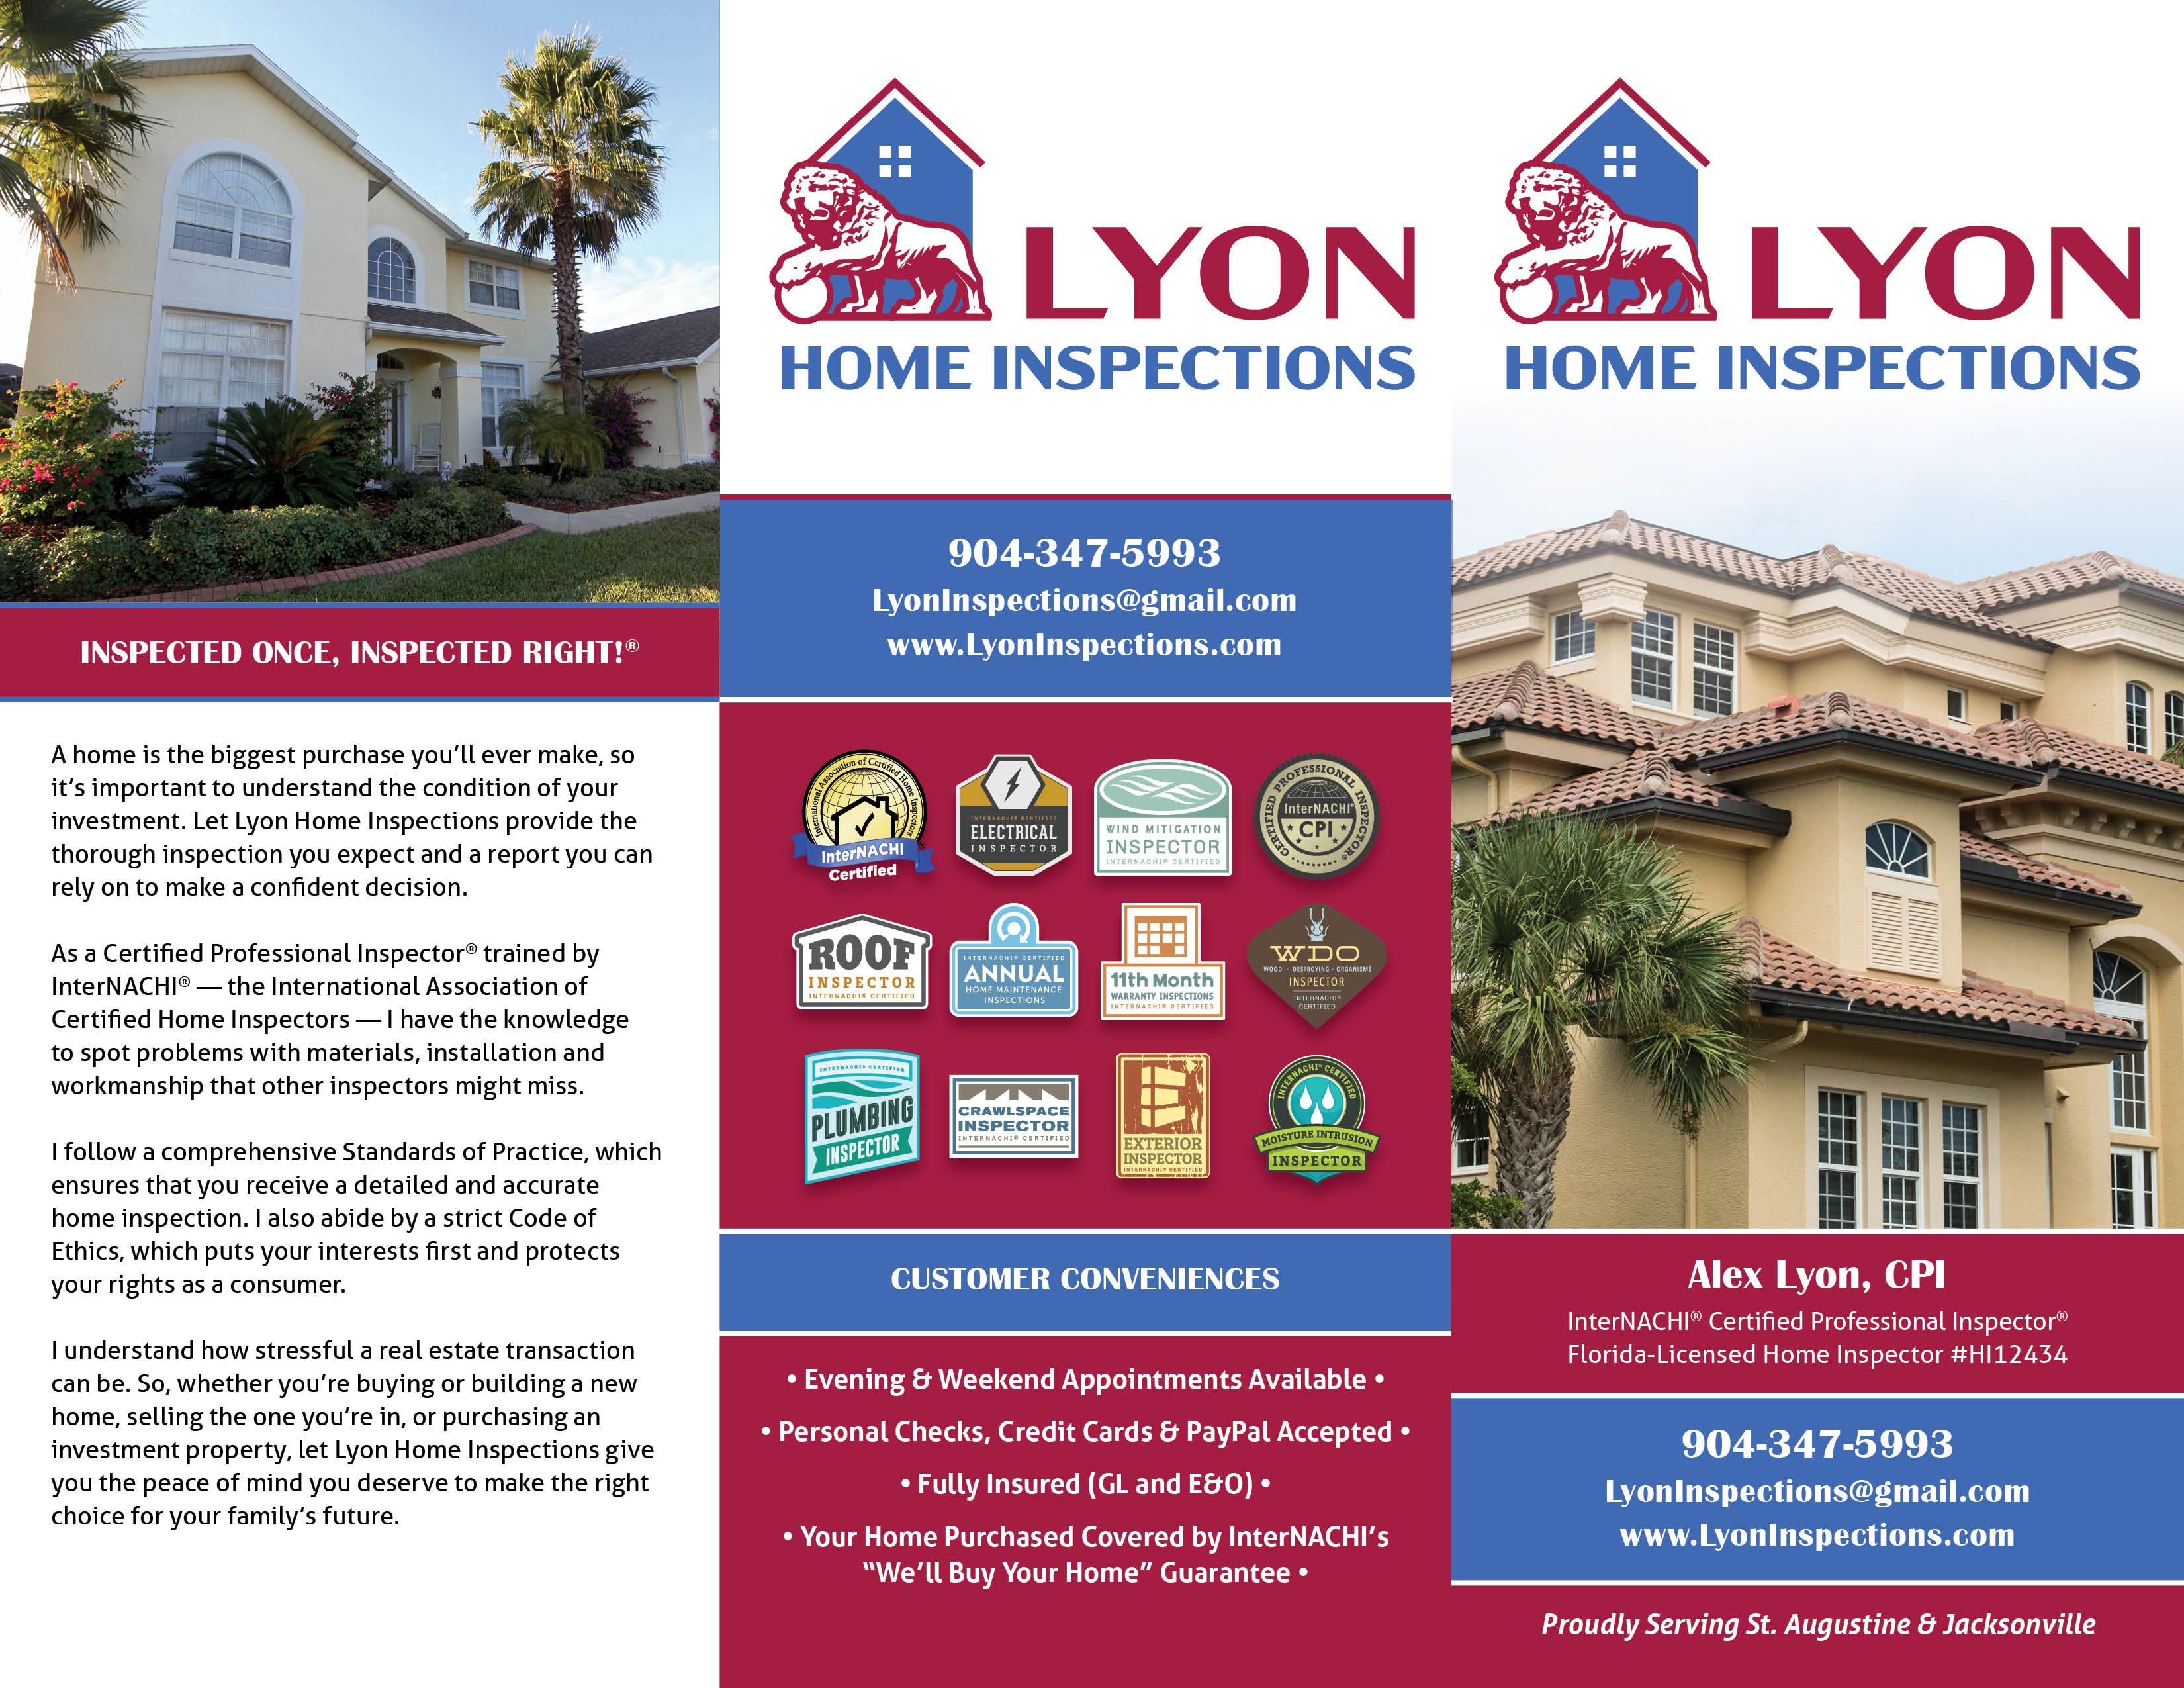 INSPECTED ONCE, INSPECTED RIGHT!®
A home is the biggest purchase you’ll ever make, so
it’s important to understand the condition of your
investment. Let Lyon Home Inspections provide the
thorough inspection you expect and a report you can
rely on to make a confident decision.
As a Certified Professional Inspector® trained by
InterNACHI® — the International Association of
Certified Home Inspectors — I have the knowledge
to spot problems with materials, installation and
workmanship that other inspectors might miss.
I follow a comprehensive Standards of Practice, which
ensures that you receive a detailed and accurate
home inspection. I also abide by a strict Code of
Ethics, which puts your interests first and protects
your rights as a consumer.
I understand how stressful a real estate transaction
can be. So, whether you’re buying or building a new
home, selling the one you’re in, or purchasing an
investment property, let Lyon Home Inspections give
you the peace of mind you deserve to make the right
choice for your family’s future.
LYON
HOME INSPECTIONS
904-347-5993
LyonInspections@gmail.com
www.LyonInspections.com
International Association of Certified Home Inspectors
InterNACHI
Certified
INTERNACHI® CERTIFIED
ELECTRICAL
INSPECTOR
WIND MITIGATION
INSPECTOR
INTERNACHI® CERTIFIED
CERTIFIED PROFESSIONAL INSPECTOR®
InterNACHI®
CPI
ROOF
INSPECTOR
INTERNACHI® CERTIFIED
INTERNACHI® CERTIFIED
ANNUAL
HOME MAINTENANCE
INSPECTIONS
11th Month
WARRANTY INSPECTIONS
INTERNACHI® CERTIFIED
WDO
WOOD · DESTROYING · ORGANISMS
INSPECTOR
INTERNACHI®
CERTIFIED
INTERNACHI® CERTIFIED
PLUMBING
INSPECTOR
CRAWLSPACE
INSPECTOR
INTERNACHI® CERTIFIED
EXTERIOR
INSPECTOR
INTERNACHI® CERTIFIED
INTERNACHI® CERTIFIED
MOISTURE INTRUSION
INSPECTOR
CUSTOMER CONVENIENCES
• Evening & Weekend Appointments Available •
• Personal Checks, Credit Cards & PayPal Accepted •
• Fully Insured (GL and E&O) •
• Your Home Purchased Covered by InterNACHI’s
“We’ll Buy Your Home” Guarantee •
LYON
HOME INSPECTIONS
Alex Lyon, CPI
InterNACHI® Certified Professional Inspector®
Florida-Licensed Home Inspector #HI12434
904-347-5993
LyonInspections@gmail.com
www.LyonInspections.com
Proudly Serving St. Augustine & Jacksonville